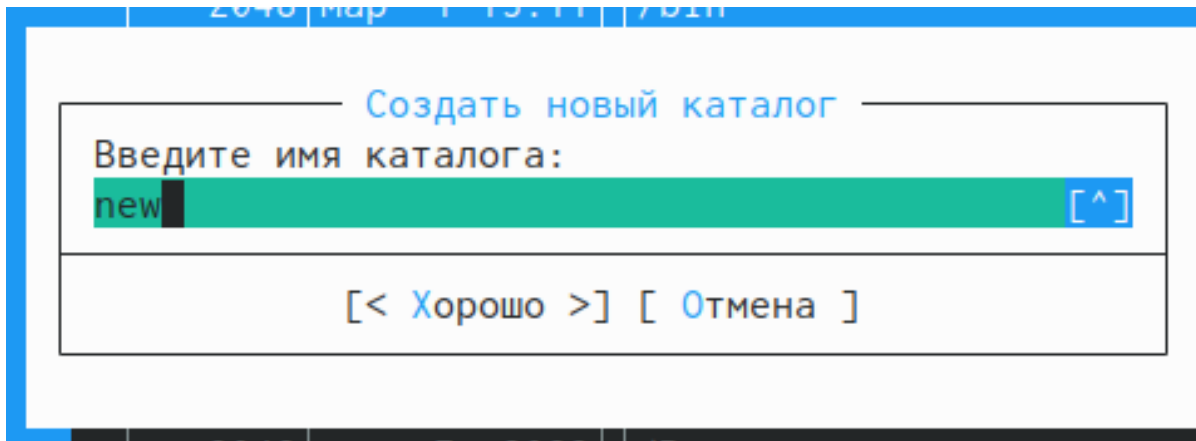 Создать новый каталог
Введите имя каталога:
new [^]
[< Хорошо >] [ Отмена ]